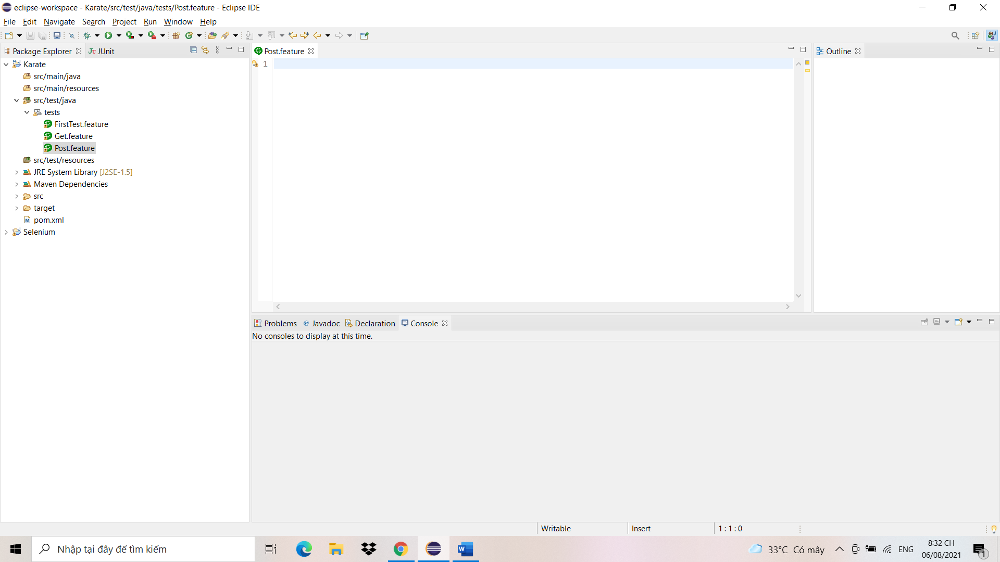 eclipse-workspace - Karate/src/test/java/tests/Post.feature - Eclipse IDE
File Edit Navigate Search Project Run Window Help
Package Explorer JUnit
Karate
src/main/java
src/main/resources
src/test/java
tests
FirstTest.feature
Get.feature
Post.feature
src/test/resources
JRE System Library [J2SE-1.5]
Maven Dependencies
src
target
pom.xml
Selenium
Post.feature
1
Outline
Problems Javadoc Declaration Console
No consoles to display at this time.
Writable Insert 1 : 1 : 0
Nhập tại đây để tìm kiếm
33°C Có mây
ENG
8:32 CH
06/08/2021
1